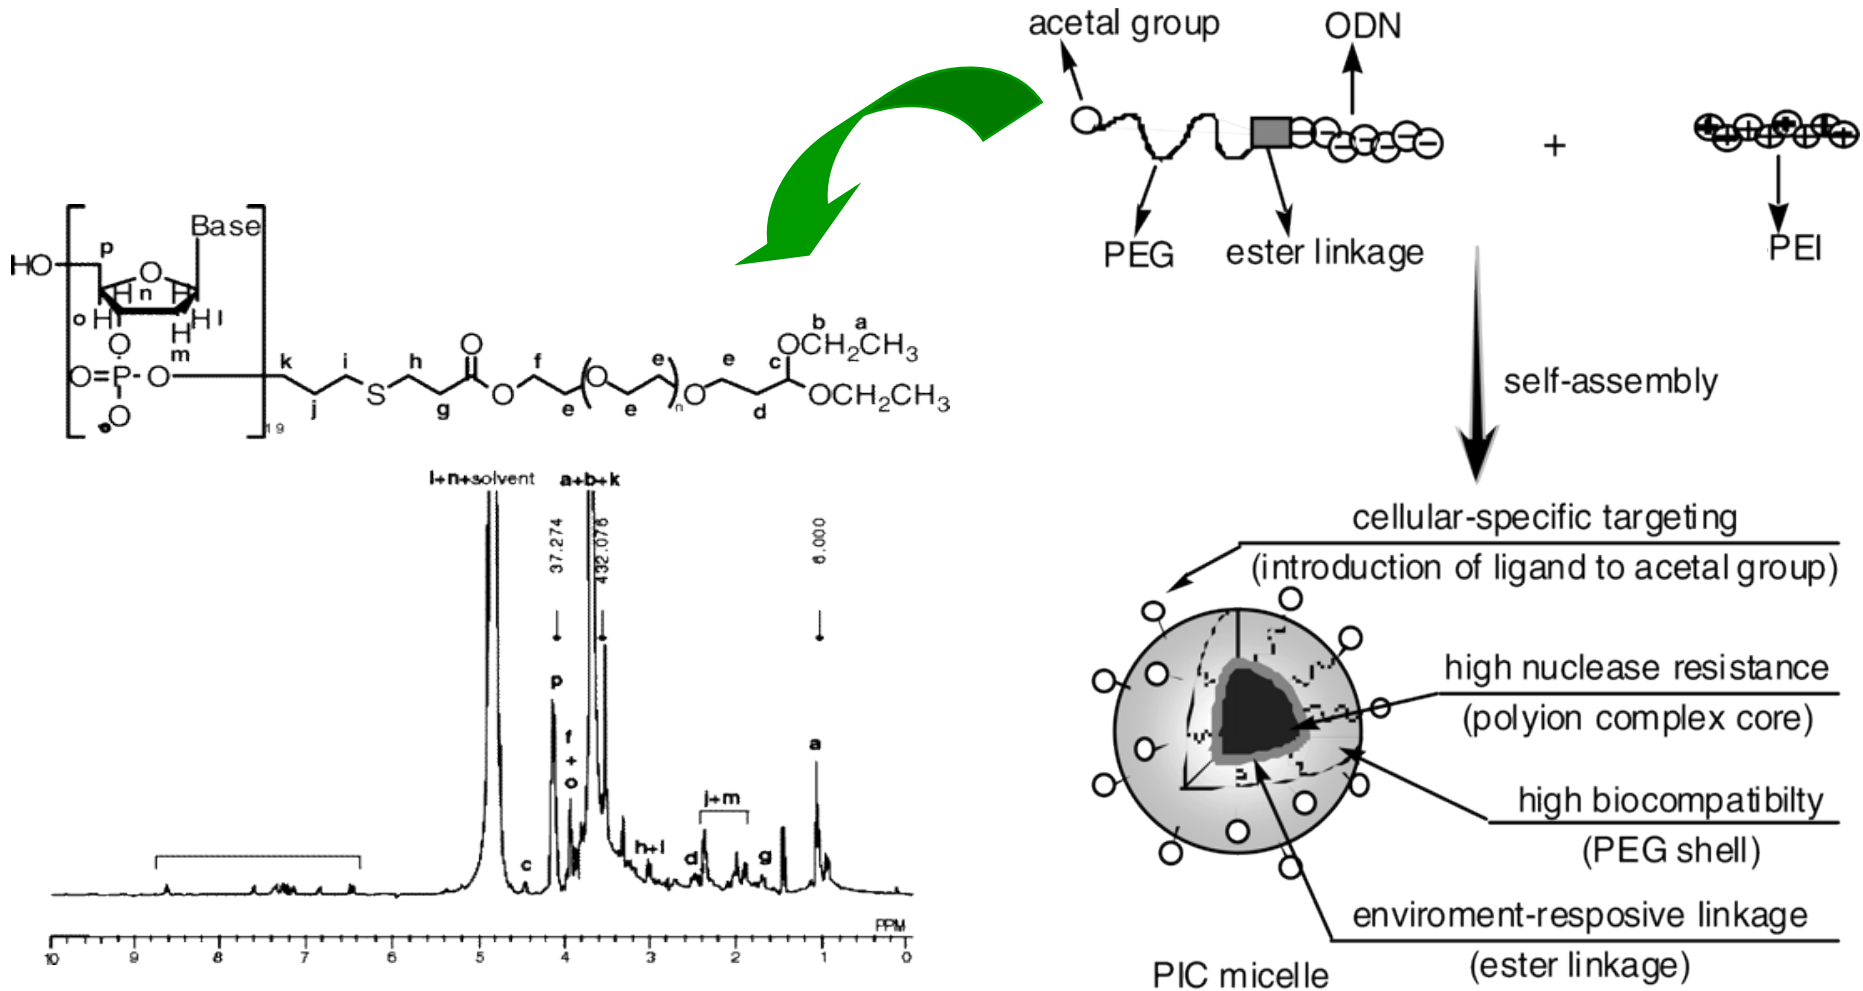 acetal group
ODN
+
PEG
ester linkage
PEI
self-assembly
Base
HO
p
O
H n H
o H H l
H
m
O
O=P-O
O
k i h O f e e c
j S g O e O e n O d
b a
OCH₂CH₃
OCH₂CH₃
19
l+n+solvent
a+b+k
37.274
432.076
6.000
p
f
+
o
a
j+m
h+l
d
g
c
PPM
10 9 8 7 6 5 4 3 2 1 0
cellular-specific targeting
(introduction of ligand to acetal group)
high nuclease resistance
(polyion complex core)
high biocompatibilty
(PEG shell)
enviroment-resposive linkage
(ester linkage)
PIC micelle